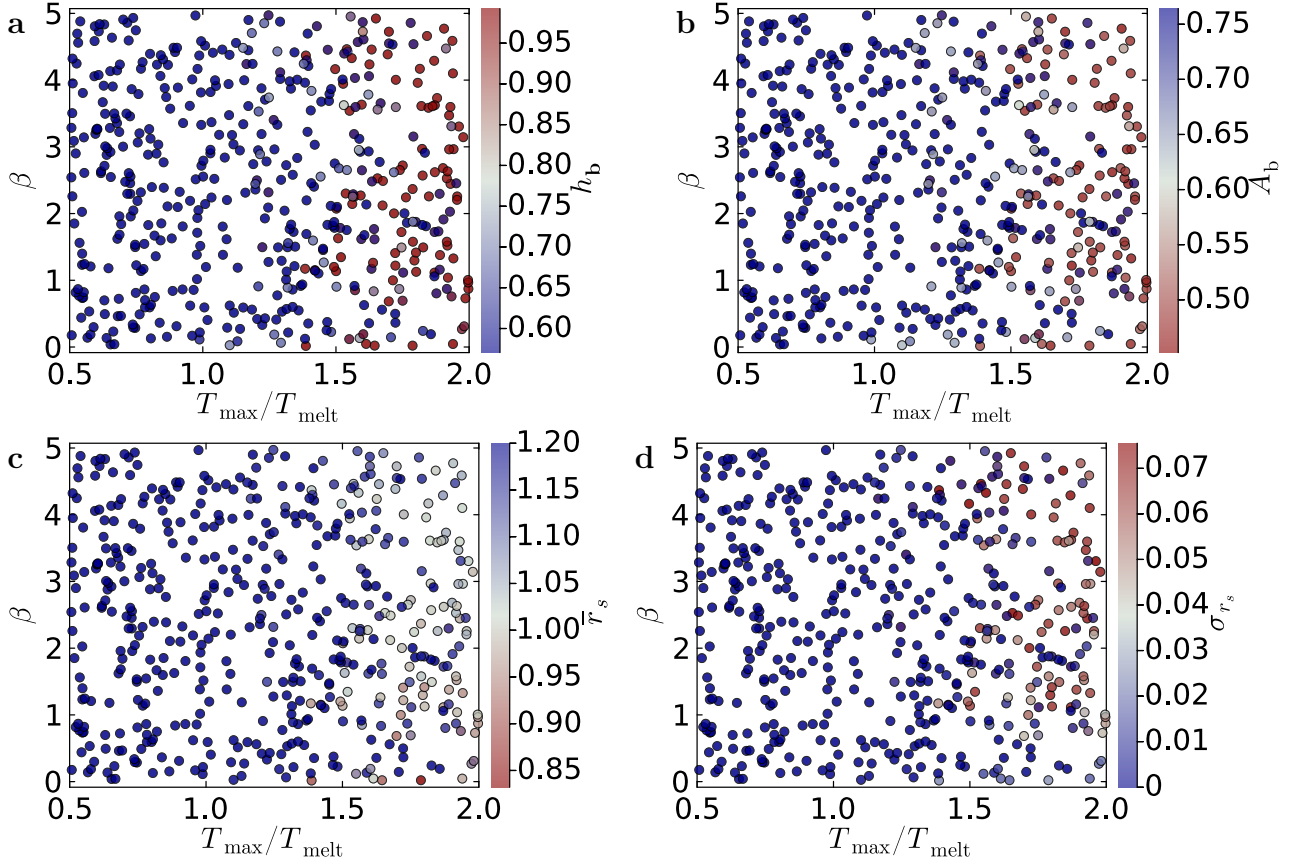 a
5
4
3
2
1
0
β
0.5 1.0 1.5 2.0
T_max/T_melt
0.95
0.90
0.85
0.80
0.75
0.70
0.65
0.60
h_b
b
5
4
3
2
1
0
β
0.5 1.0 1.5 2.0
T_max/T_melt
0.75
0.70
0.65
0.60
0.55
0.50
A_b
c
5
4
3
2
1
0
β
0.5 1.0 1.5 2.0
T_max/T_melt
1.20
1.15
1.10
1.05
1.00
0.95
0.90
0.85
r̄_s
d
5
4
3
2
1
0
β
0.5 1.0 1.5 2.0
T_max/T_melt
0.07
0.06
0.05
0.04
0.03
0.02
0.01
0
σ_r_s